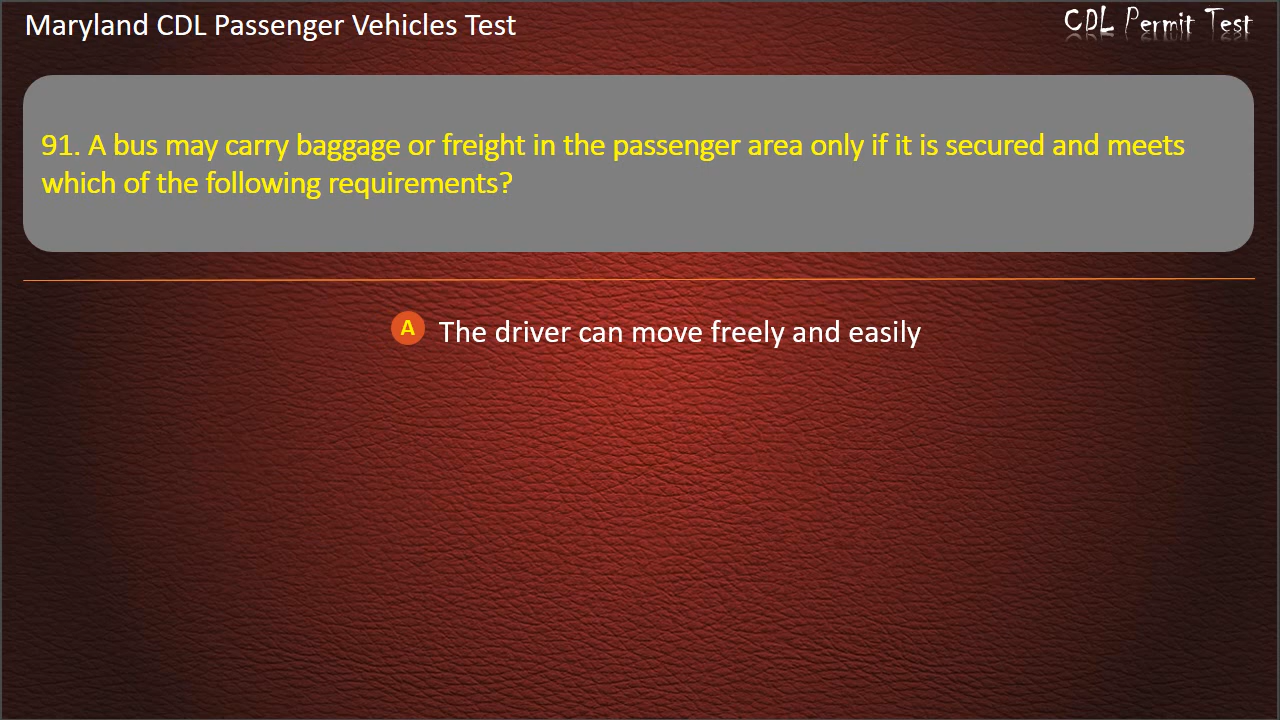 Maryland CDL Passenger Vehicles Test
CDL Permit Test
91. A bus may carry baggage or freight in the passenger area only if it is secured and meets
which of the following requirements?
A The driver can move freely and easily